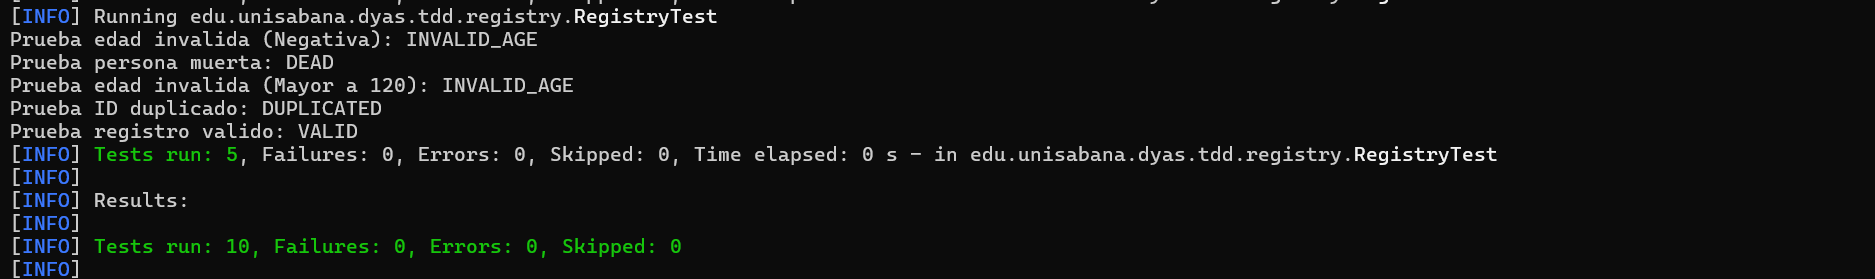 [INFO] Running edu.unisabana.dyas.tdd.registry.RegistryTest
Prueba edad invalida (Negativa): INVALID_AGE
Prueba persona muerta: DEAD
Prueba edad invalida (Mayor a 120): INVALID_AGE
Prueba ID duplicado: DUPLICATED
Prueba registro valido: VALID
[INFO] Tests run: 5, Failures: 0, Errors: 0, Skipped: 0, Time elapsed: 0 s - in edu.unisabana.dyas.tdd.registry.RegistryTest
[INFO]
[INFO] Results:
[INFO]
[INFO] Tests run: 10, Failures: 0, Errors: 0, Skipped: 0
[INFO]